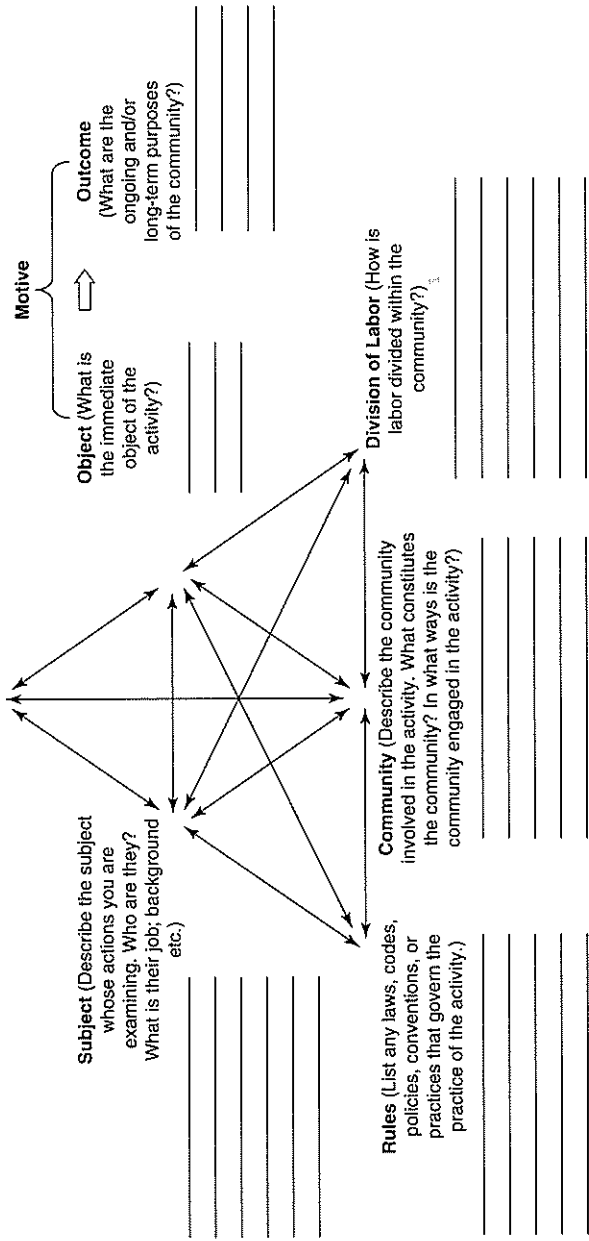 Motive
Object (What is
the immediate
object of the
activity?)
Outcome
(What are the
ongoing and/or
long-term purposes
of the community?)
Subject (Describe the subject
whose actions you are
examining. Who are they?
What is their job; background
etc.)
Rules (List any laws, codes,
policies, conventions, or
practices that govern the
practice of the activity.)
Community (Describe the community
involved in the activity. What constitutes
the community? In what ways is the
community engaged in the activity?)
Division of Labor (How is
labor divided within the
community?)